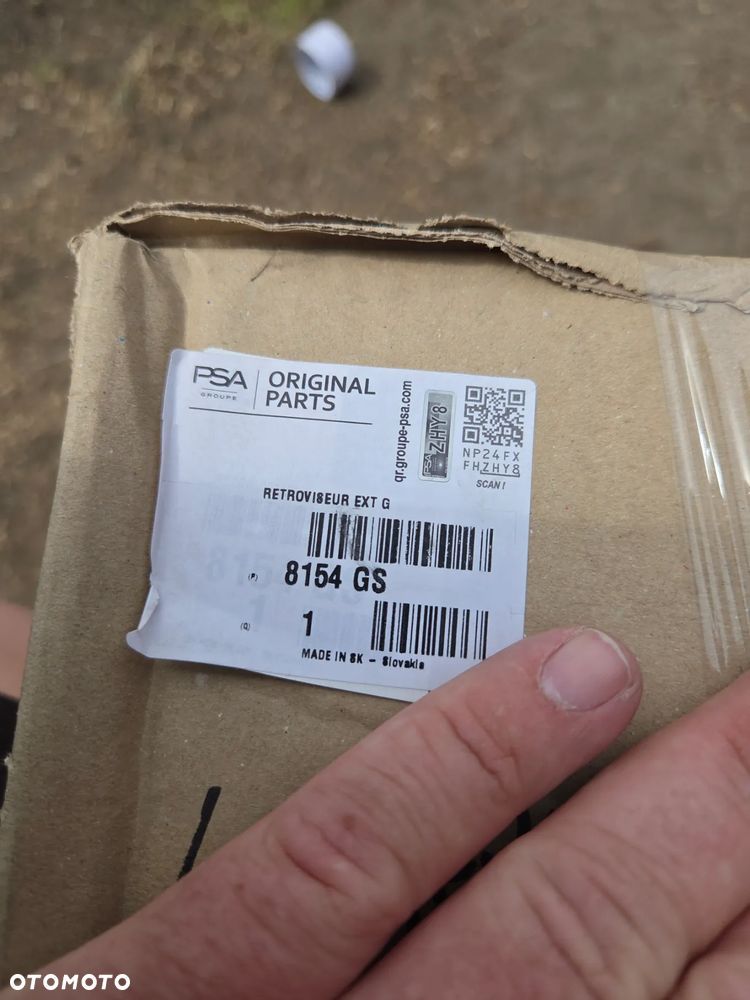 PSA
GROUPE
ORIGINAL
PARTS
qr.groupe-psa.com
PSA
ZHY8
NP24FX
FHZHY8
SCAN!
RETROVISEUR EXT G
(P) 8154 GS
(Q) 1
MADE IN SK - Slovakia
OTOMOTO